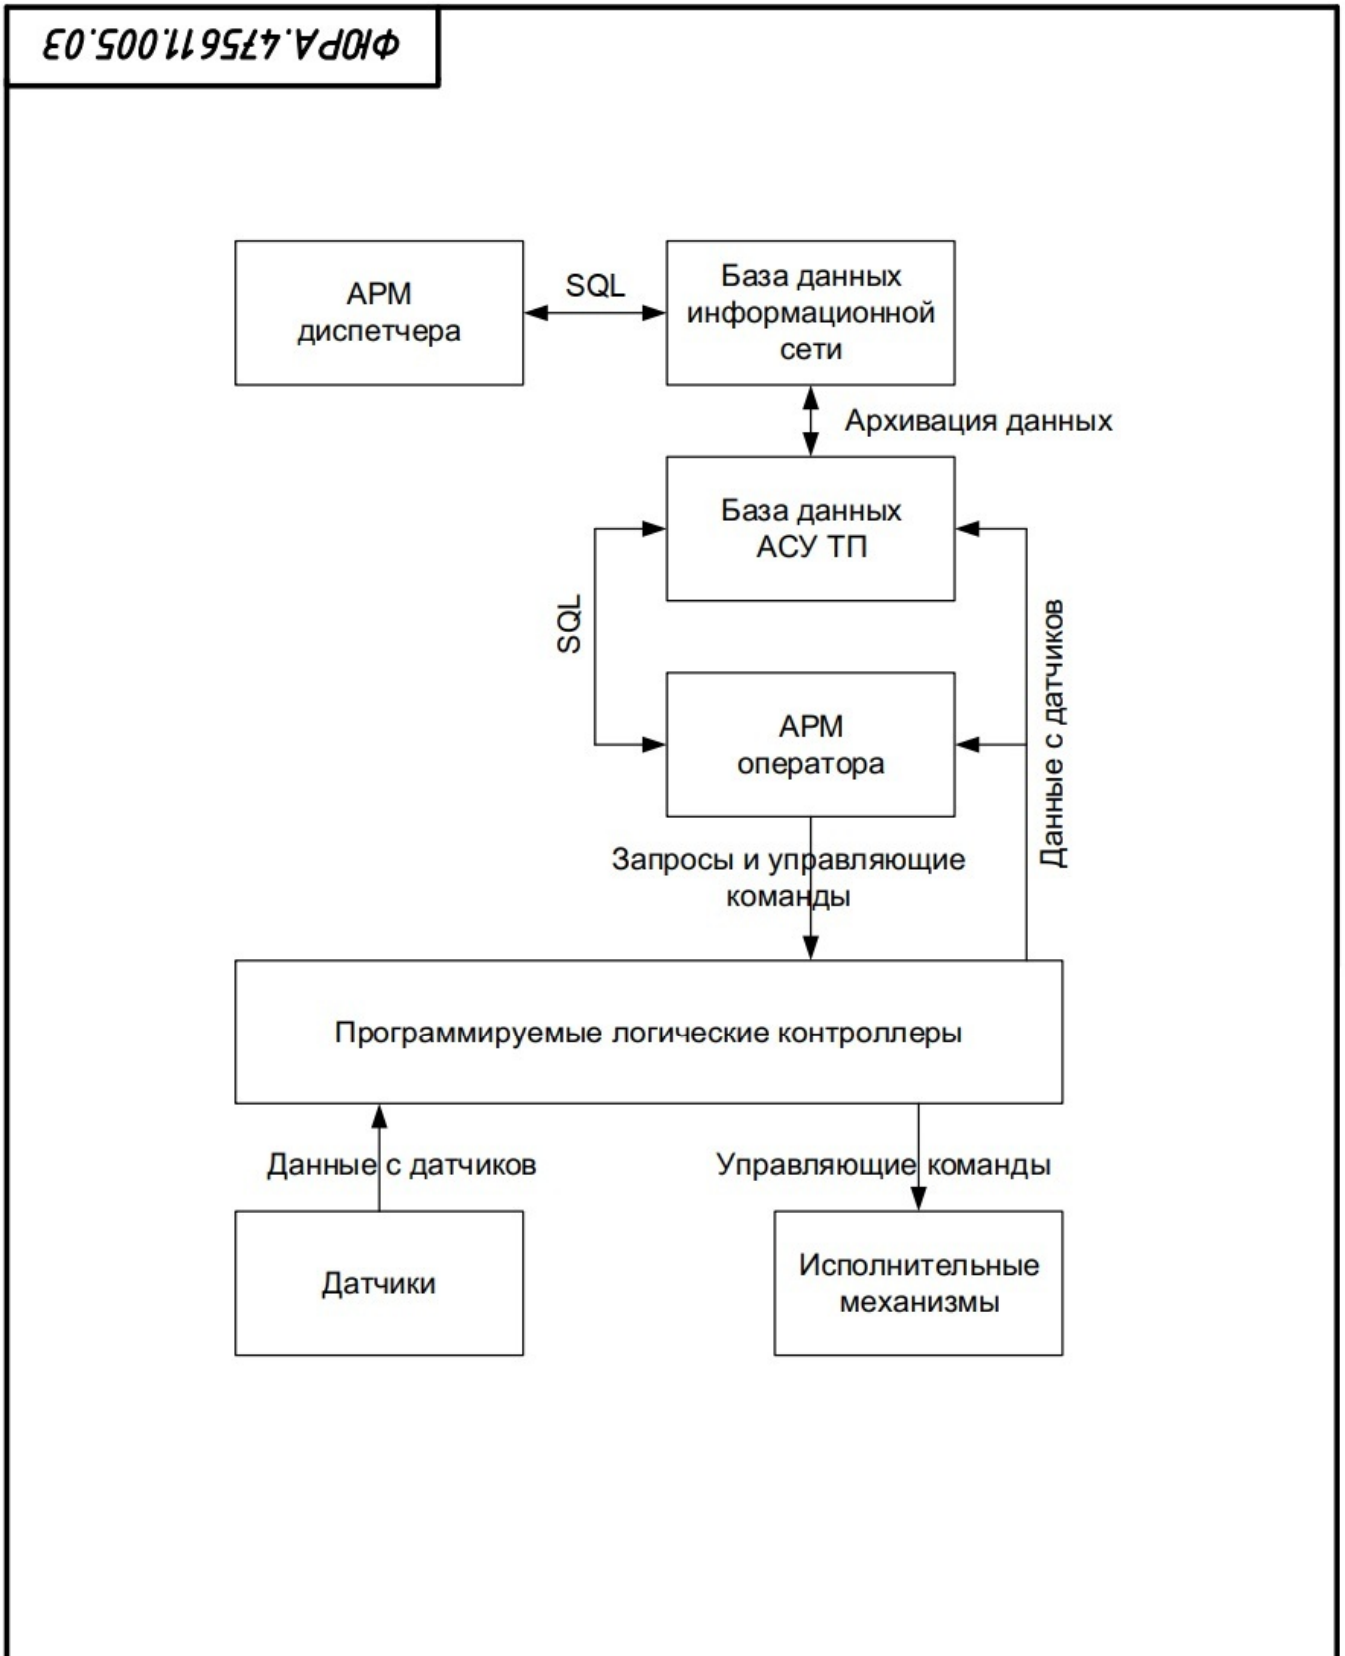 ФЮРА.475611.005.03
АРМ
диспетчера
SQL
База данных
информационной
сети
Архивация данных
База данных
АСУ ТП
SQL
АРМ
оператора
Данные с датчиков
Запросы и управляющие
команды
Программируемые логические контроллеры
Данные с датчиков
Управляющие команды
Датчики
Исполнительные
механизмы